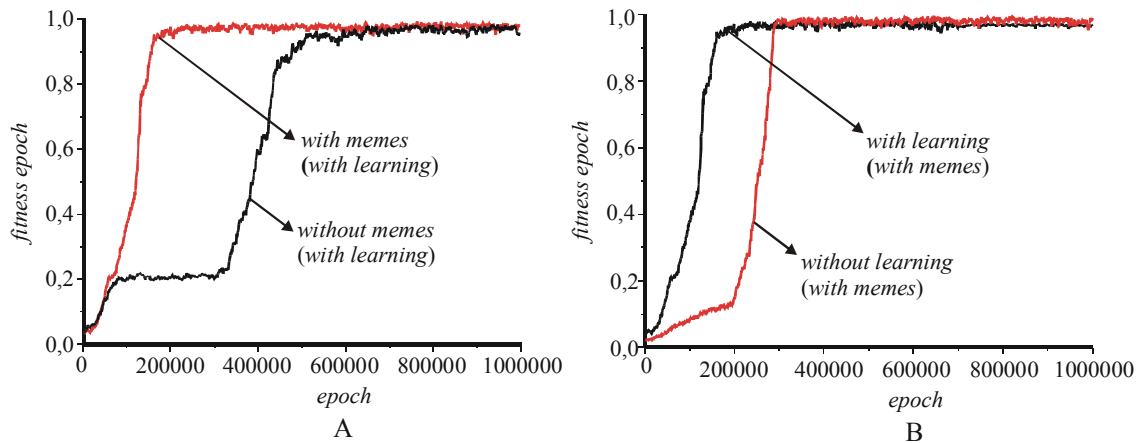 1,0
0,8
0,6
0,4
0,2
0,0
fitness epoch
with memes
(with learning)
without memes
(with learning)
0
200000
400000
600000
800000
1000000
epoch
A
1,0
0,8
0,6
0,4
0,2
0,0
fitness epoch
with learning
(with memes)
without learning
(with memes)
0
200000
400000
600000
800000
1000000
epoch
B